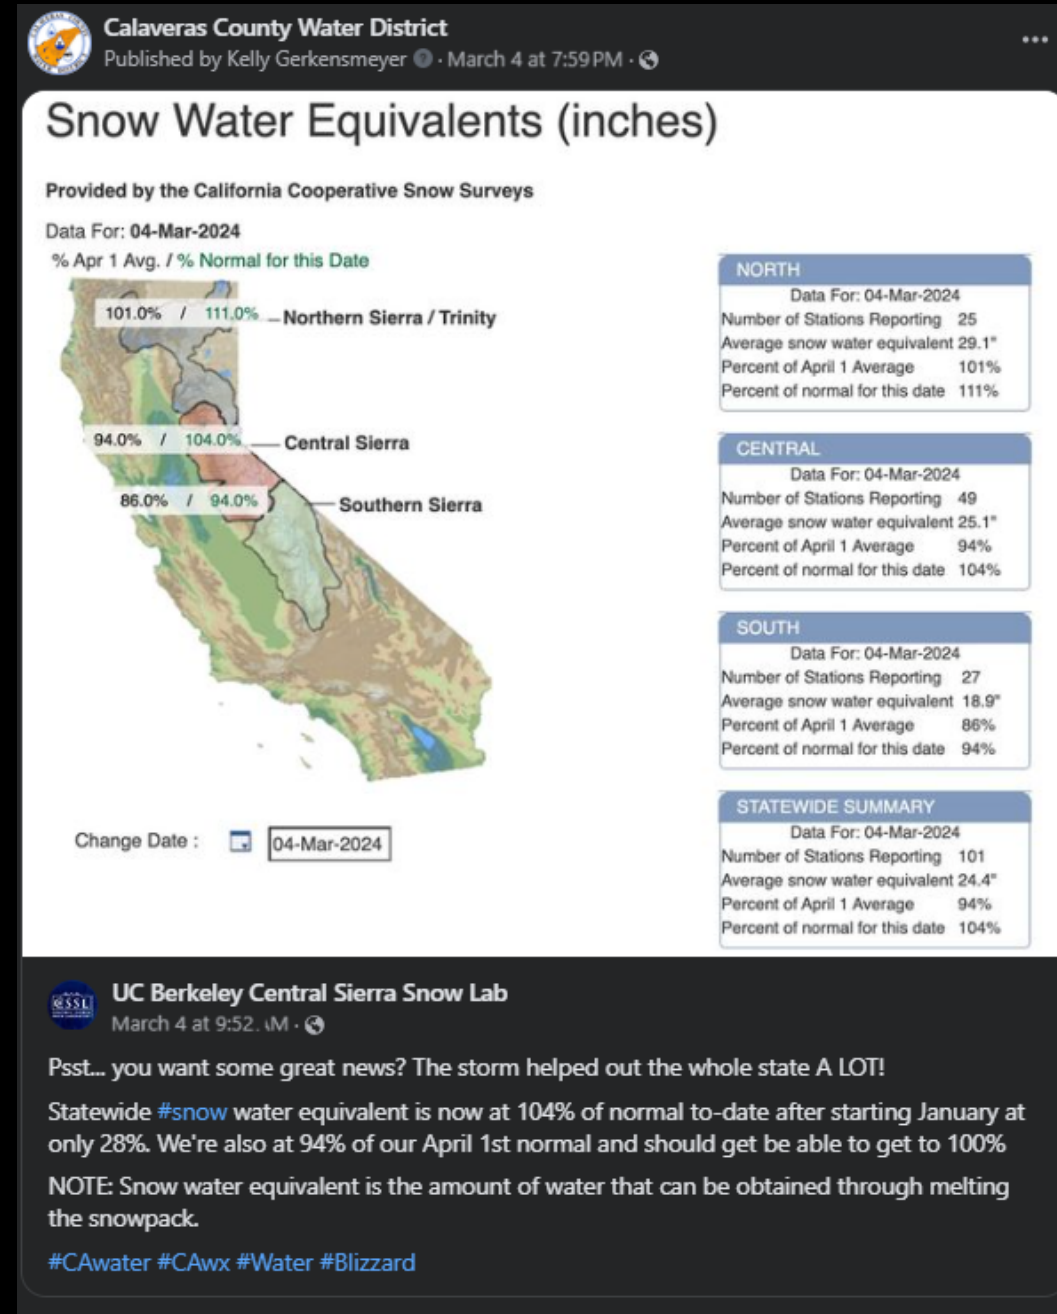 Calaveras County Water District
Published by Kelly Gerkensmeyer · March 4 at 7:59 PM ·
Snow Water Equivalents (inches)
Provided by the California Cooperative Snow Surveys
Data For: 04-Mar-2024
% Apr 1 Avg. / % Normal for this Date
101.0% / 111.0%
Northern Sierra / Trinity
94.0% / 104.0%
Central Sierra
86.0% / 94.0%
Southern Sierra
Change Date :
04-Mar-2024
NORTH
Data For: 04-Mar-2024
Number of Stations Reporting 25
Average snow water equivalent 29.1"
Percent of April 1 Average 101%
Percent of normal for this date 111%
CENTRAL
Data For: 04-Mar-2024
Number of Stations Reporting 49
Average snow water equivalent 25.1"
Percent of April 1 Average 94%
Percent of normal for this date 104%
SOUTH
Data For: 04-Mar-2024
Number of Stations Reporting 27
Average snow water equivalent 18.9"
Percent of April 1 Average 86%
Percent of normal for this date 94%
STATEWIDE SUMMARY
Data For: 04-Mar-2024
Number of Stations Reporting 101
Average snow water equivalent 24.4"
Percent of April 1 Average 94%
Percent of normal for this date 104%
CSSL
UC Berkeley Central Sierra Snow Lab
March 4 at 9:52 ·
Psst... you want some great news? The storm helped out the whole state A LOT!
Statewide #snow water equivalent is now at 104% of normal to-date after starting January at
only 28%. We're also at 94% of our April 1st normal and should get be able to get to 100%
NOTE: Snow water equivalent is the amount of water that can be obtained through melting
the snowpack.
#CAwater #CAwx #Water #Blizzard